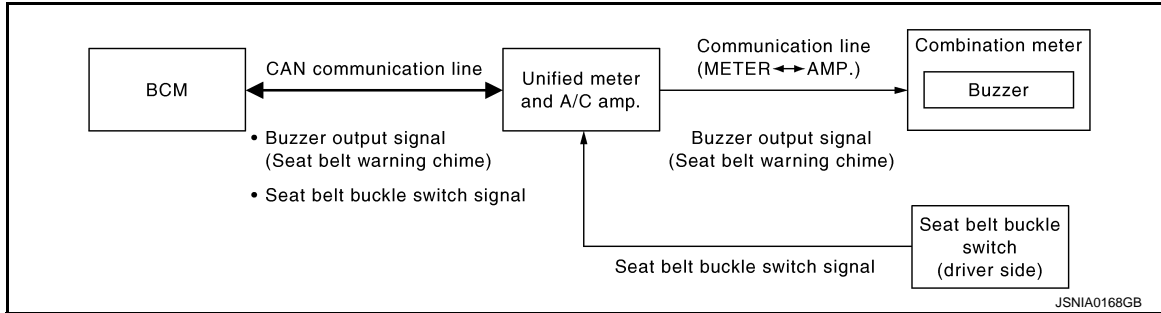 BCM
CAN communication line
• Buzzer output signal
(Seat belt warning chime)
• Seat belt buckle switch signal
Unified meter
and A/C amp.
Communication line
(METER ↔ AMP.)
Buzzer output signal
(Seat belt warning chime)
Combination meter
Buzzer
Seat belt buckle
switch
(driver side)
Seat belt buckle switch signal
JSNIA0168GB